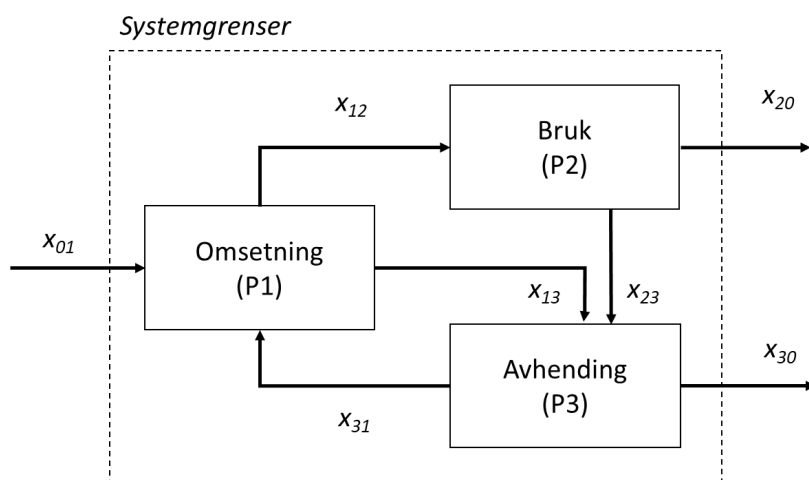 Systemgrenser
x12
x20
Bruk
(P2)
x01
Omsetning
(P1)
x13
x23
x30
Avhending
(P3)
x31